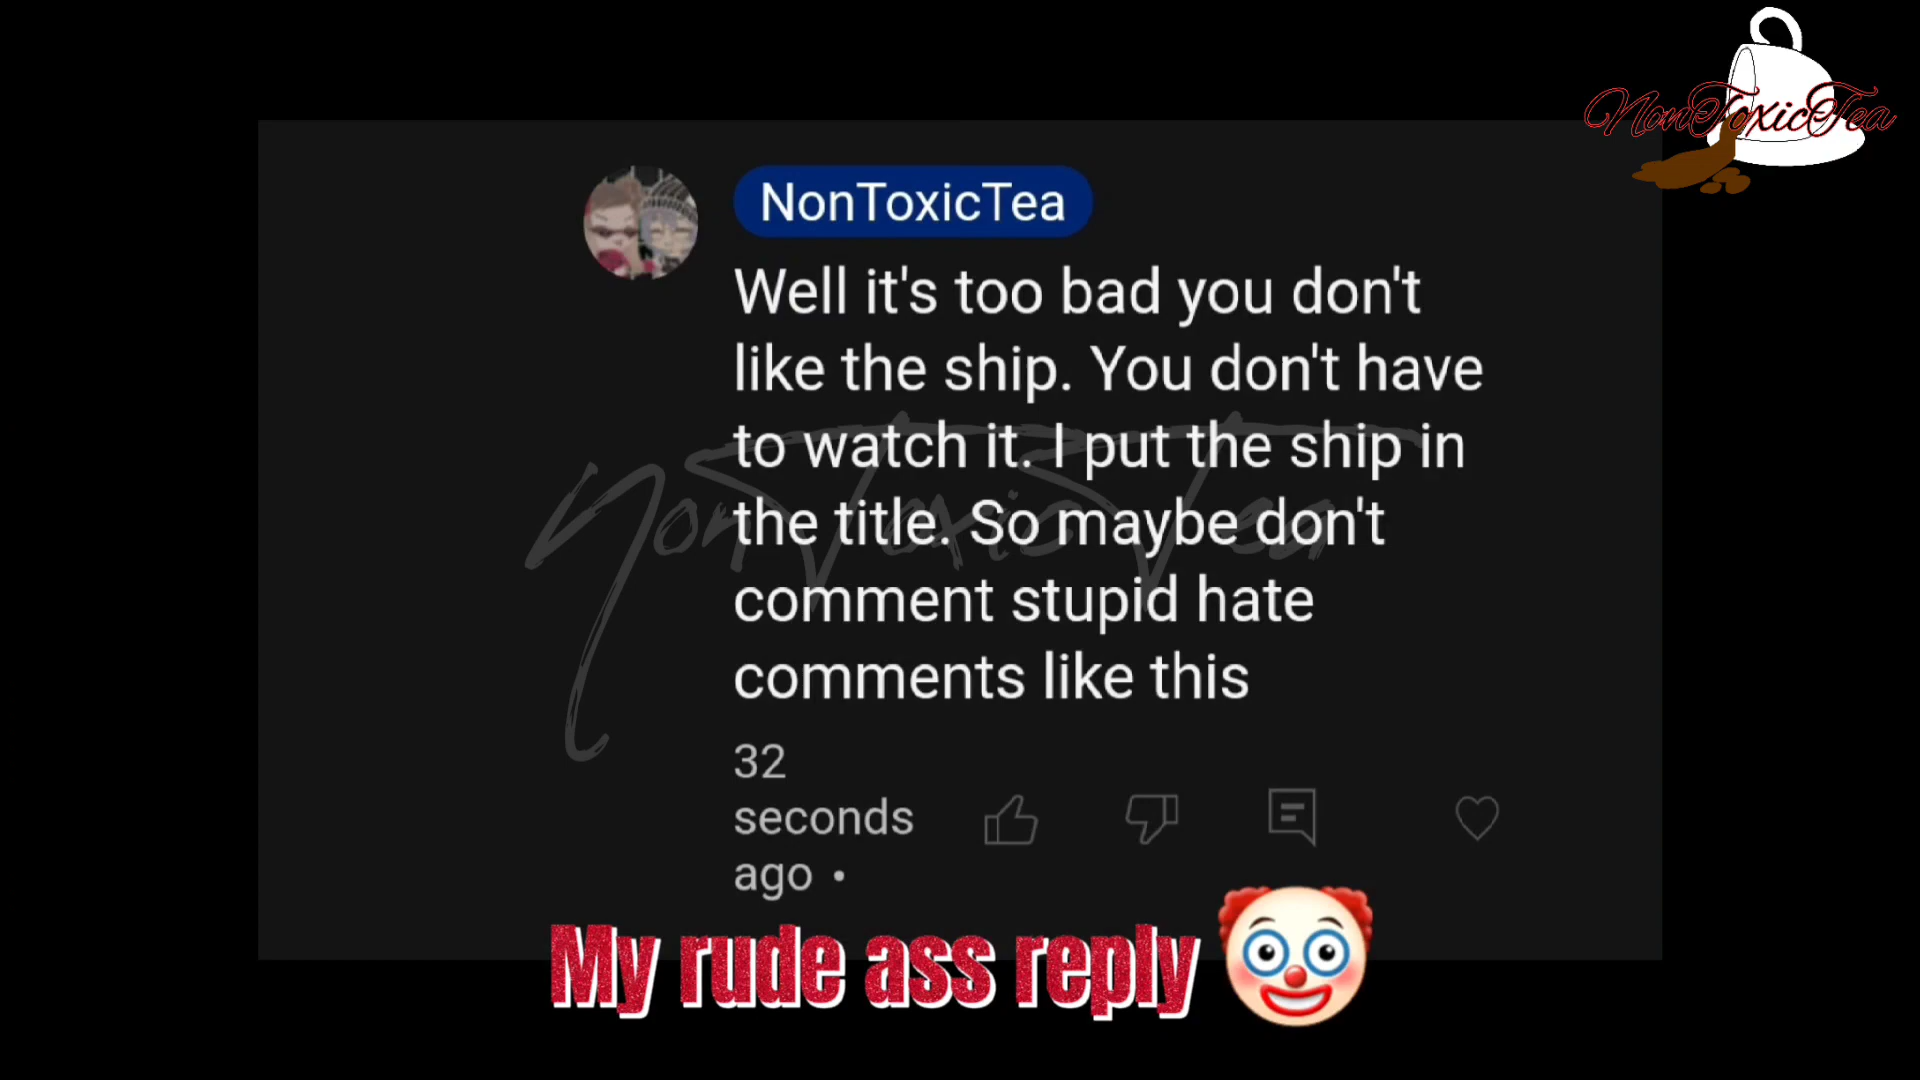 NonToxicTea
NonToxicTea
Well it's too bad you don't
like the ship. You don't have
to watch it. I put the ship in
the title. So maybe don't
comment stupid hate
comments like this
NonToxicTea
32
seconds
ago •
My rude ass reply